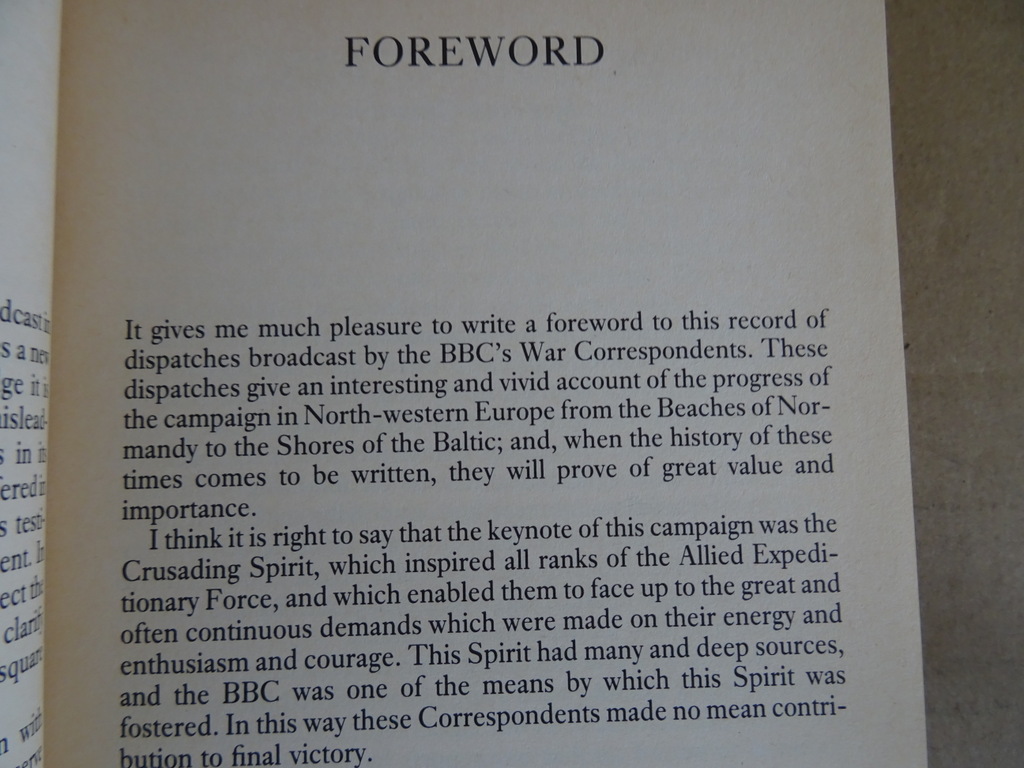 FOREWORD
It gives me much pleasure to write a foreword to this record of
dispatches broadcast by the BBC's War Correspondents. These
dispatches give an interesting and vivid account of the progress of
the campaign in North-western Europe from the Beaches of Nor-
mandy to the Shores of the Baltic; and, when the history of these
times comes to be written, they will prove of great value and
importance.
I think it is right to say that the keynote of this campaign was the
Crusading Spirit, which inspired all ranks of the Allied Expedi-
tionary Force, and which enabled them to face up to the great and
often continuous demands which were made on their energy and
enthusiasm and courage. This Spirit had many and deep sources,
and the BBC was one of the means by which this Spirit was
fostered. In this way these Correspondents made no mean contri-
bution to final victory.